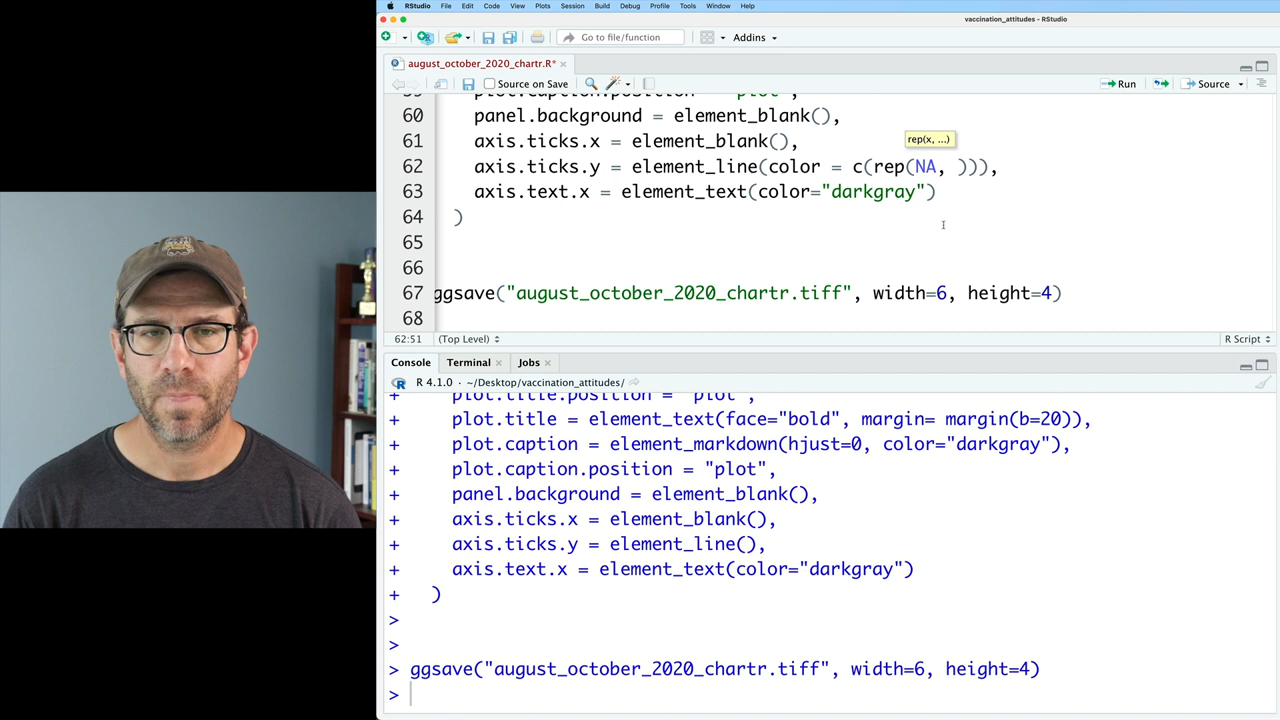 RStudio File Edit Code View Plots Session Build Debug Profile Tools Window Help
vaccination_attitudes - RStudio
Go to file/function Addins
august_october_2020_chartr.R*
Source on Save Run Source
60 panel.background = element_blank(),
rep(x, ...)
61 axis.ticks.x = element_blank(),
62 axis.ticks.y = element_line(color = c(rep(NA, ))),
63 axis.text.x = element_text(color="darkgray")
64 )
65
66
67 ggsave("august_october_2020_chartr.tiff", width=6, height=4)
68
62:51 (Top Level) R Script
Console Terminal Jobs
R 4.1.0 · ~/Desktop/vaccination_attitudes/
+ plot.title.position = "plot",
+ plot.title = element_text(face="bold", margin= margin(b=20)),
+ plot.caption = element_markdown(hjust=0, color="darkgray"),
+ plot.caption.position = "plot",
+ panel.background = element_blank(),
+ axis.ticks.x = element_blank(),
+ axis.ticks.y = element_line(),
+ axis.text.x = element_text(color="darkgray")
+ )
>
>
> ggsave("august_october_2020_chartr.tiff", width=6, height=4)
>